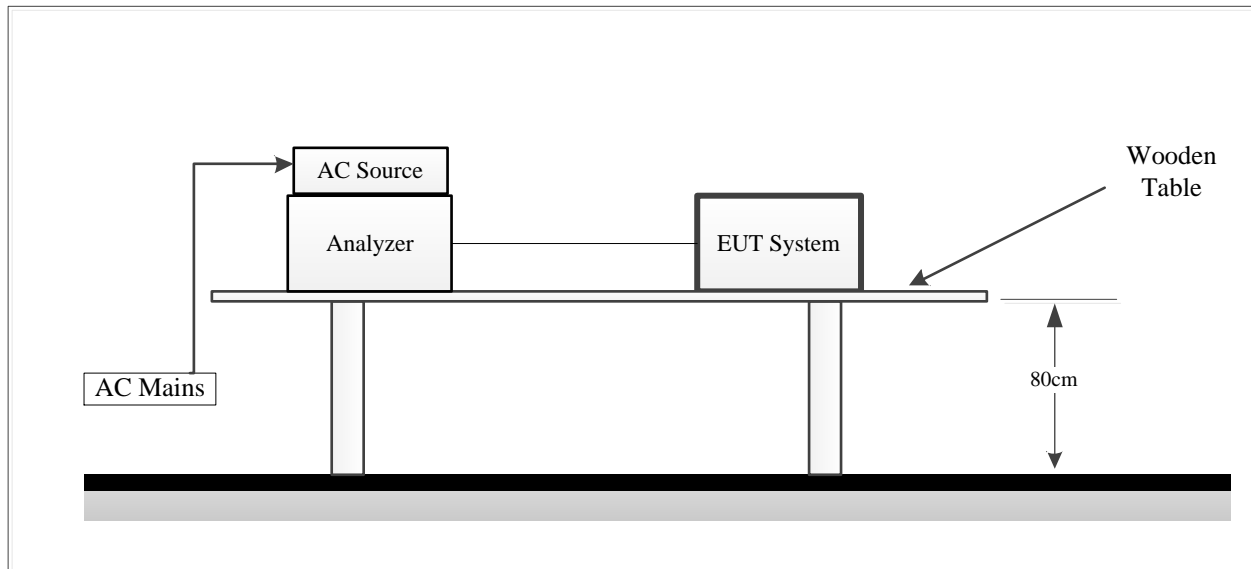 AC Source
Analyzer
EUT System
Wooden
Table
AC Mains
80cm